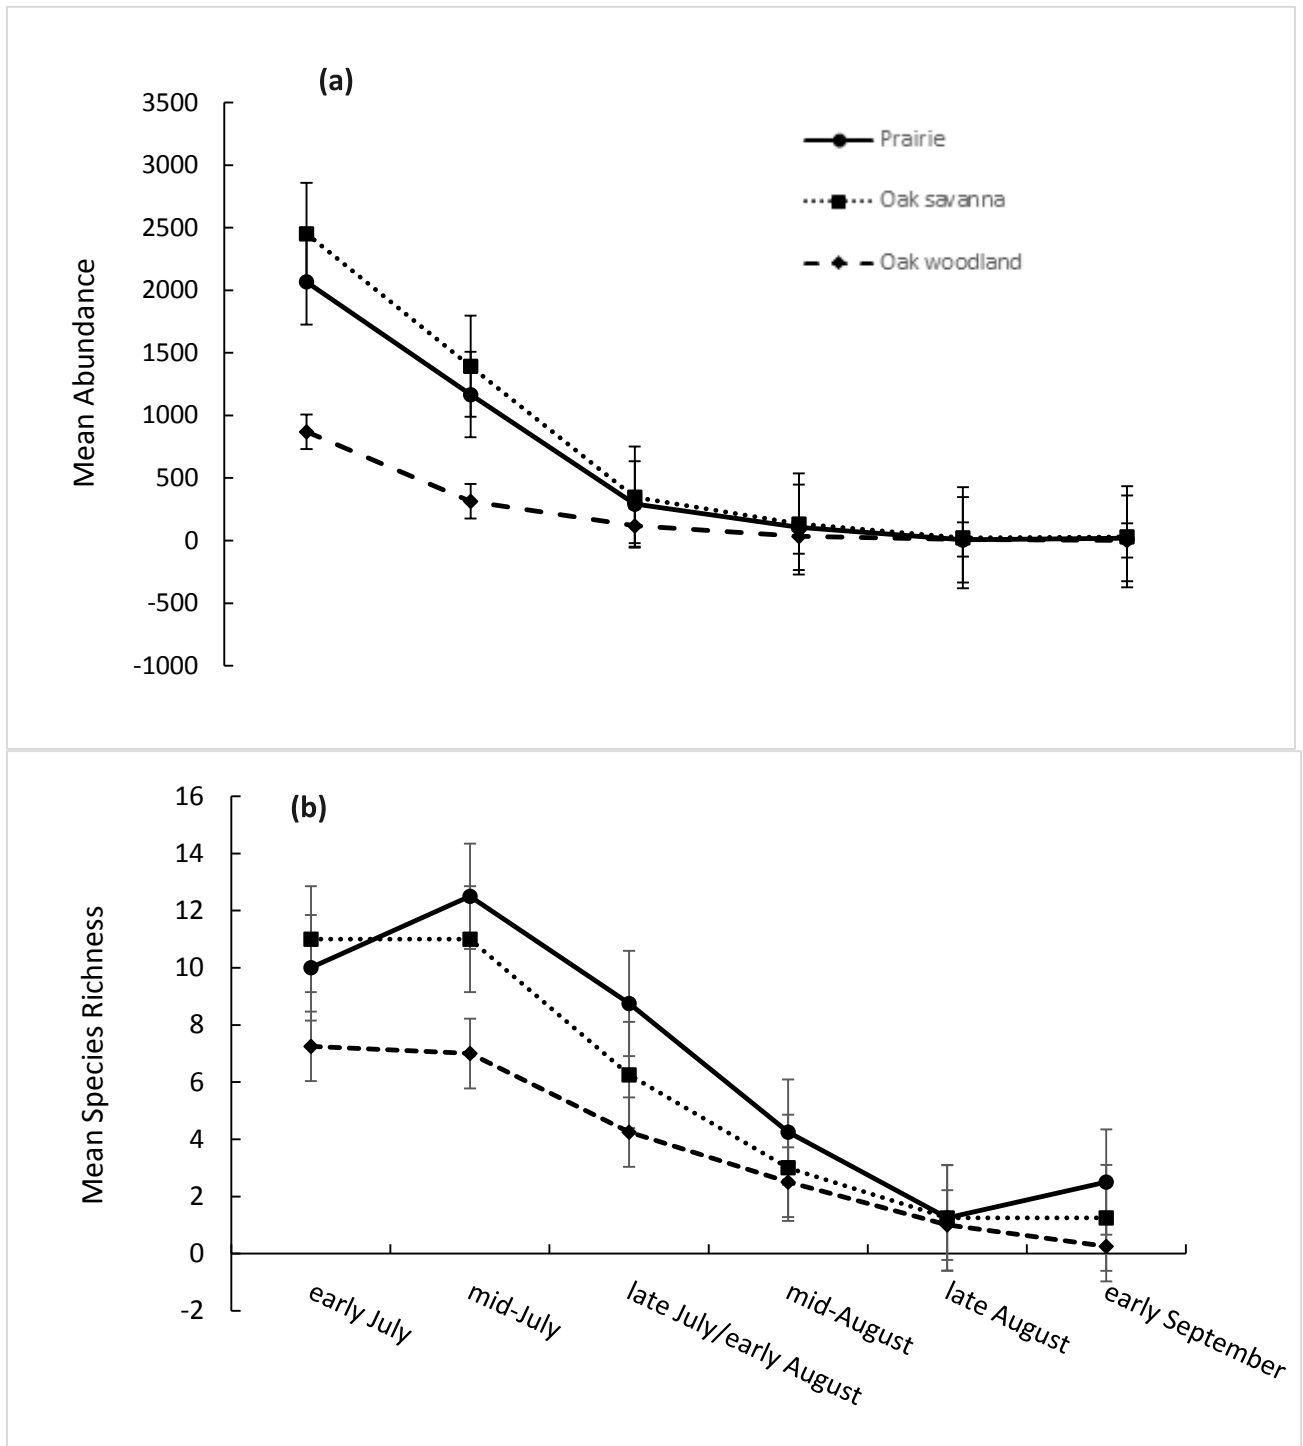 (a)
3500
3000
2500
2000
1500
1000
500
0
-500
-1000
Mean Abundance
Prairie
Oak savanna
Oak woodland
(b)
16
14
12
10
8
6
4
2
0
-2
Mean Species Richness
early July
mid-July
late July/early August
mid-August
late August
early September